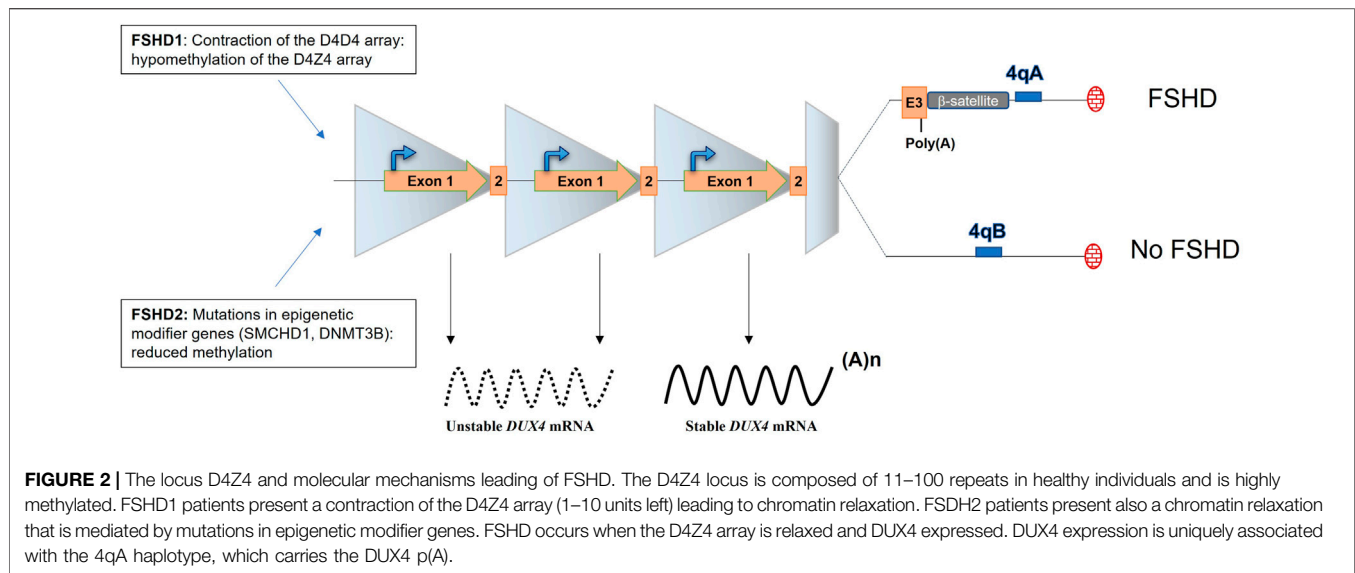 FSHD1: Contraction of the D4D4 array:
hypomethylation of the D4Z4 array
4qA
E3
β-satellite
FSHD
Poly(A)
Exon 1
2
Exon 1
2
Exon 1
2
4qB
No FSHD
FSHD2: Mutations in epigenetic
modifier genes (SMCHD1, DNMT3B):
reduced methylation
(A)n
Unstable DUX4 mRNA
Stable DUX4 mRNA
FIGURE 2 | The locus D4Z4 and molecular mechanisms leading of FSHD. The D4Z4 locus is composed of 11–100 repeats in healthy individuals and is highly
methylated. FSHD1 patients present a contraction of the D4Z4 array (1–10 units left) leading to chromatin relaxation. FSDH2 patients present also a chromatin relaxation
that is mediated by mutations in epigenetic modifier genes. FSHD occurs when the D4Z4 array is relaxed and DUX4 expressed. DUX4 expression is uniquely associated
with the 4qA haplotype, which carries the DUX4 p(A).